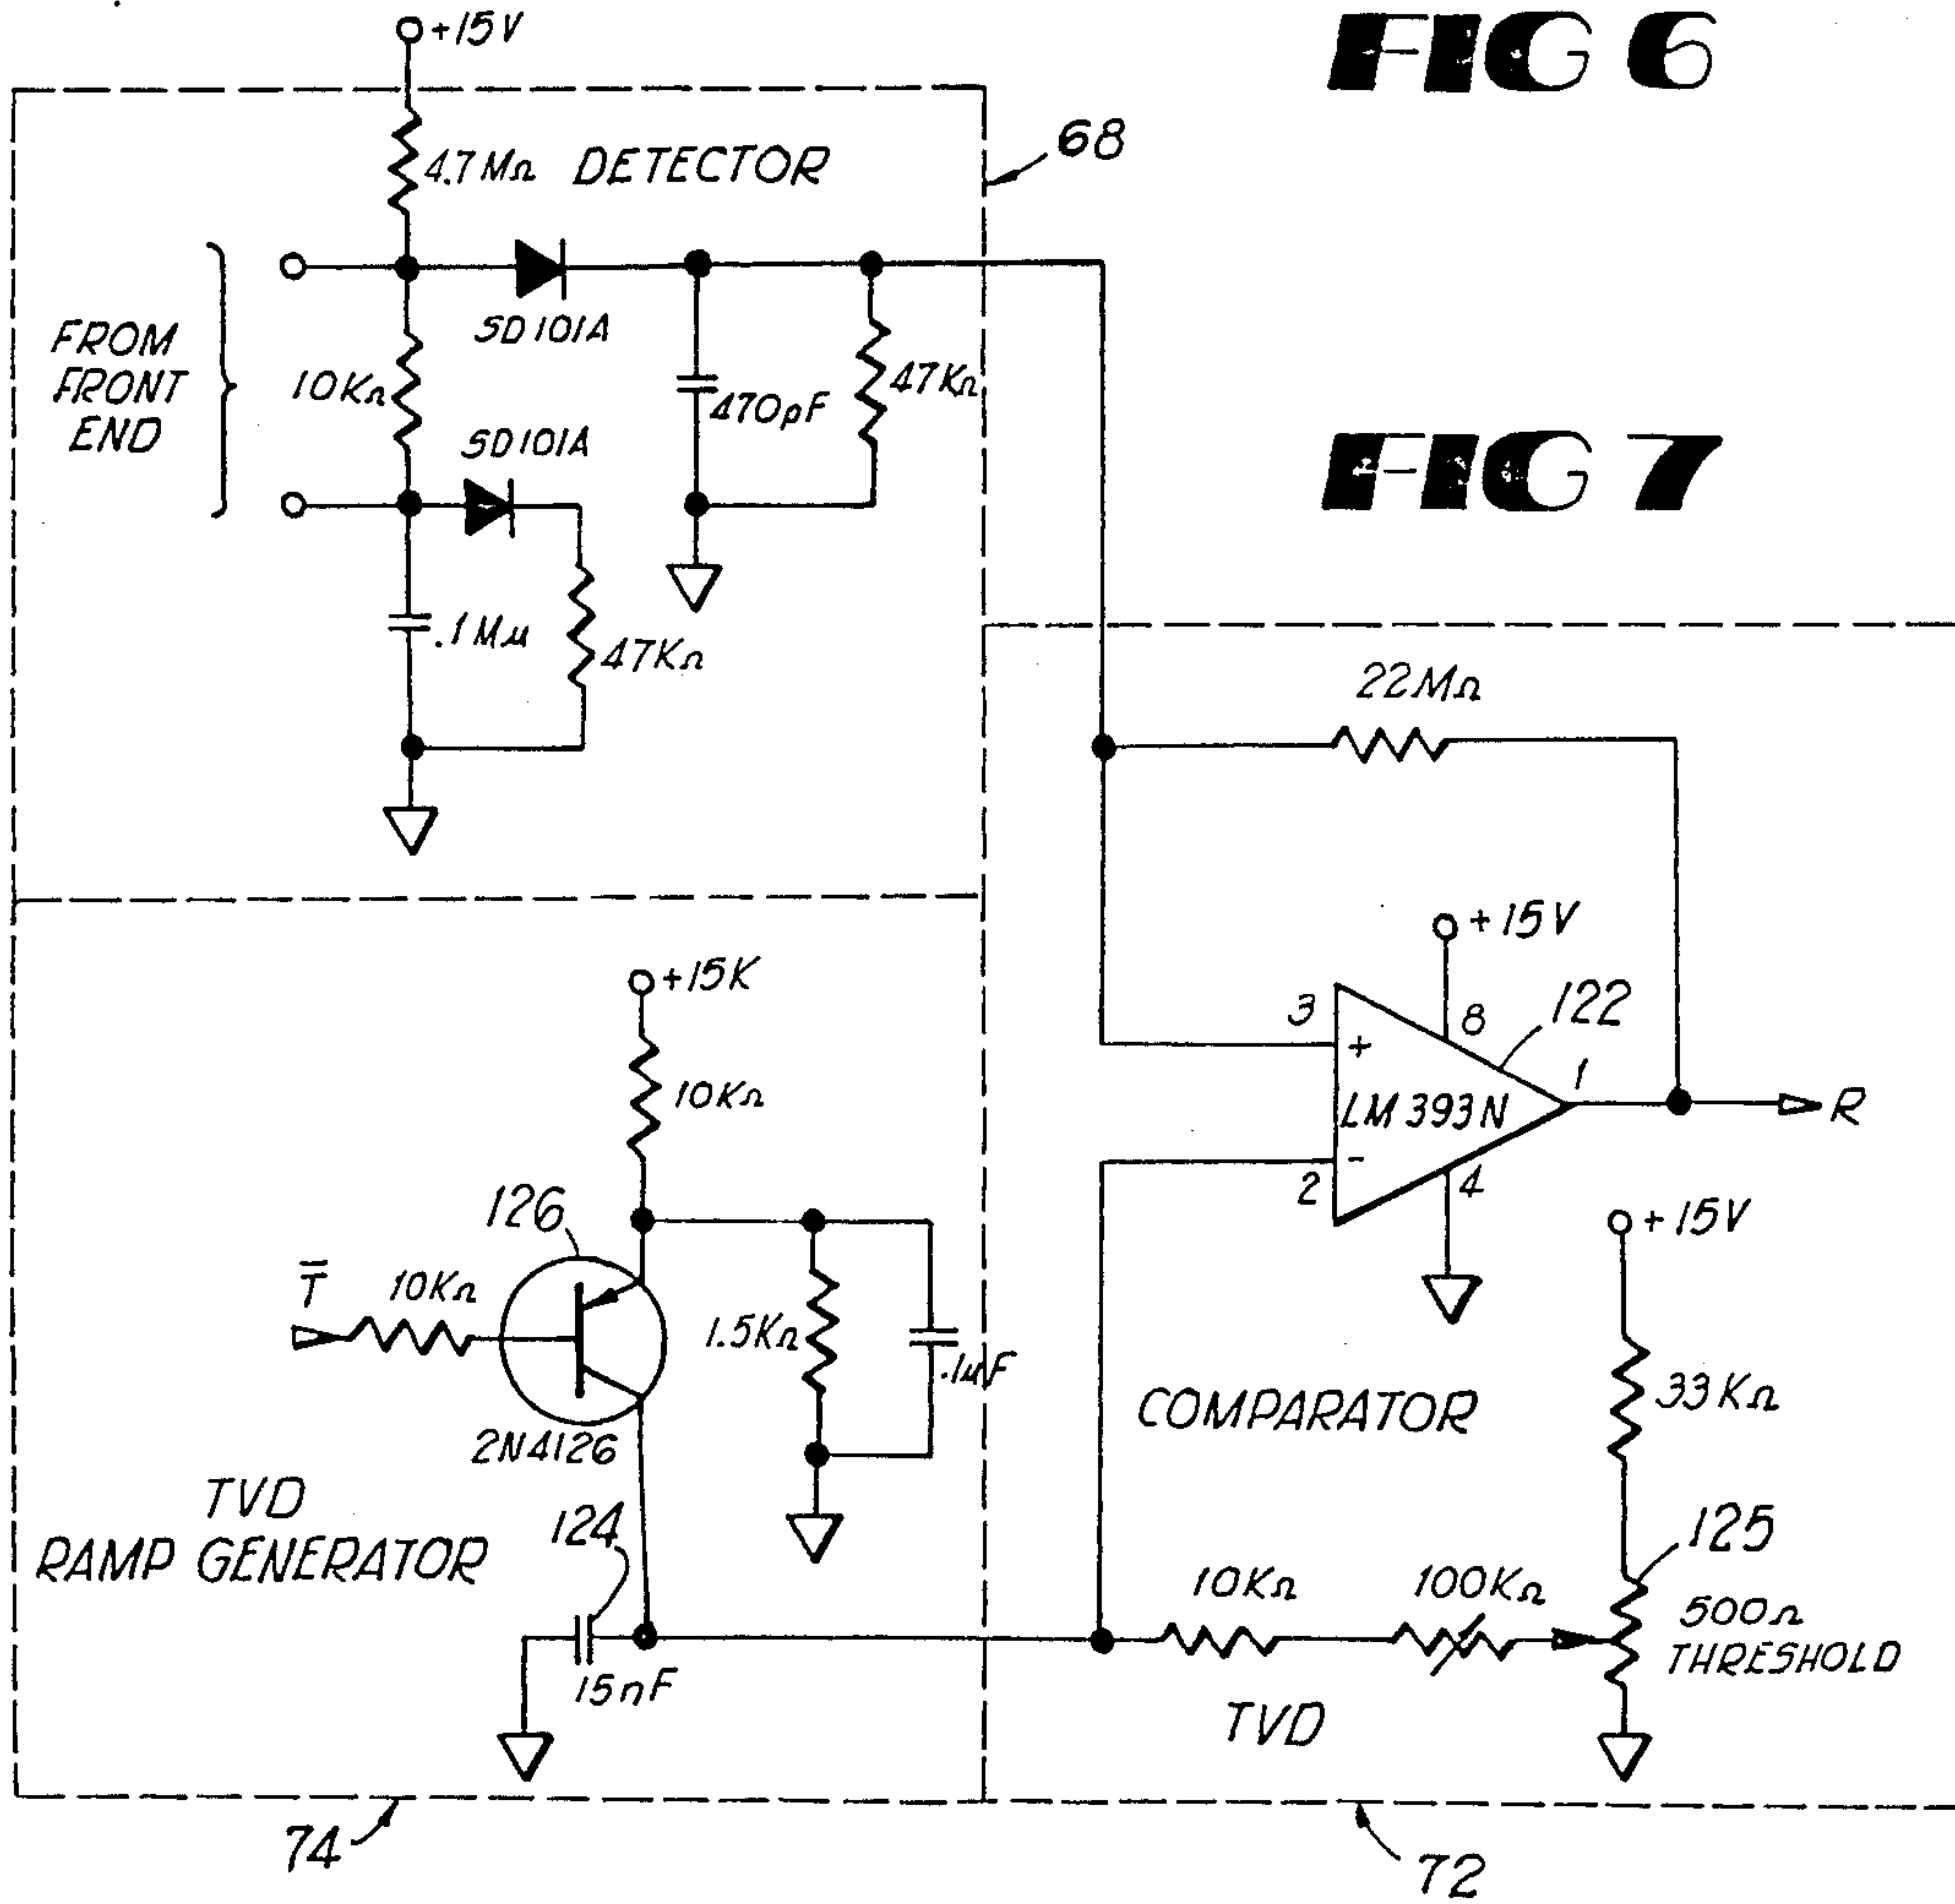 FIG 6
+15V
4.7MΩ
DETECTOR
68
FROM
FRONT
END
SD101A
10KΩ
470pF
47KΩ
SD101A
FIG 7
.1Mμ
47KΩ
22MΩ
+15V
+15K
3
8
122
+
1
10KΩ
LM393N
R
-
2
4
126
+15V
T̅
10KΩ
1.5KΩ
.1μF
33KΩ
COMPARATOR
2N4126
TVD
RAMP GENERATOR
124
125
10KΩ
100KΩ
500Ω
THRESHOLD
15nF
TVD
74
72